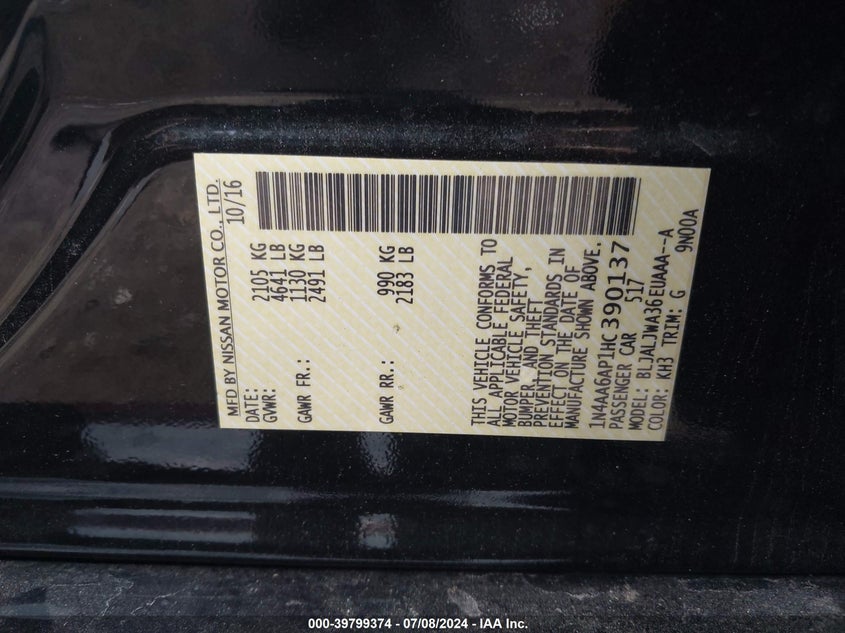 MFD BY NISSAN MOTOR CO., LTD.
DATE: 10/16
GVWR: 2105 KG
4641 LB
GAWR FR.: 1130 KG
2491 LB
GAWR RR.: 990 KG
2183 LB
THIS VEHICLE CONFORMS TO
ALL APPLICABLE FEDERAL
MOTOR VEHICLE SAFETY,
BUMPER, AND THEFT
PREVENTION STANDARDS IN
EFFECT ON THE DATE OF
MANUFACTURE SHOWN ABOVE.
1N4AA6AP1HC390137
PASSENGER CAR 517
MODEL: BLJALJWA36EUAAAA--A
COLOR: KH3 TRIM: G 9N00A
000-39799374 - 07/08/2024 - IAA Inc.